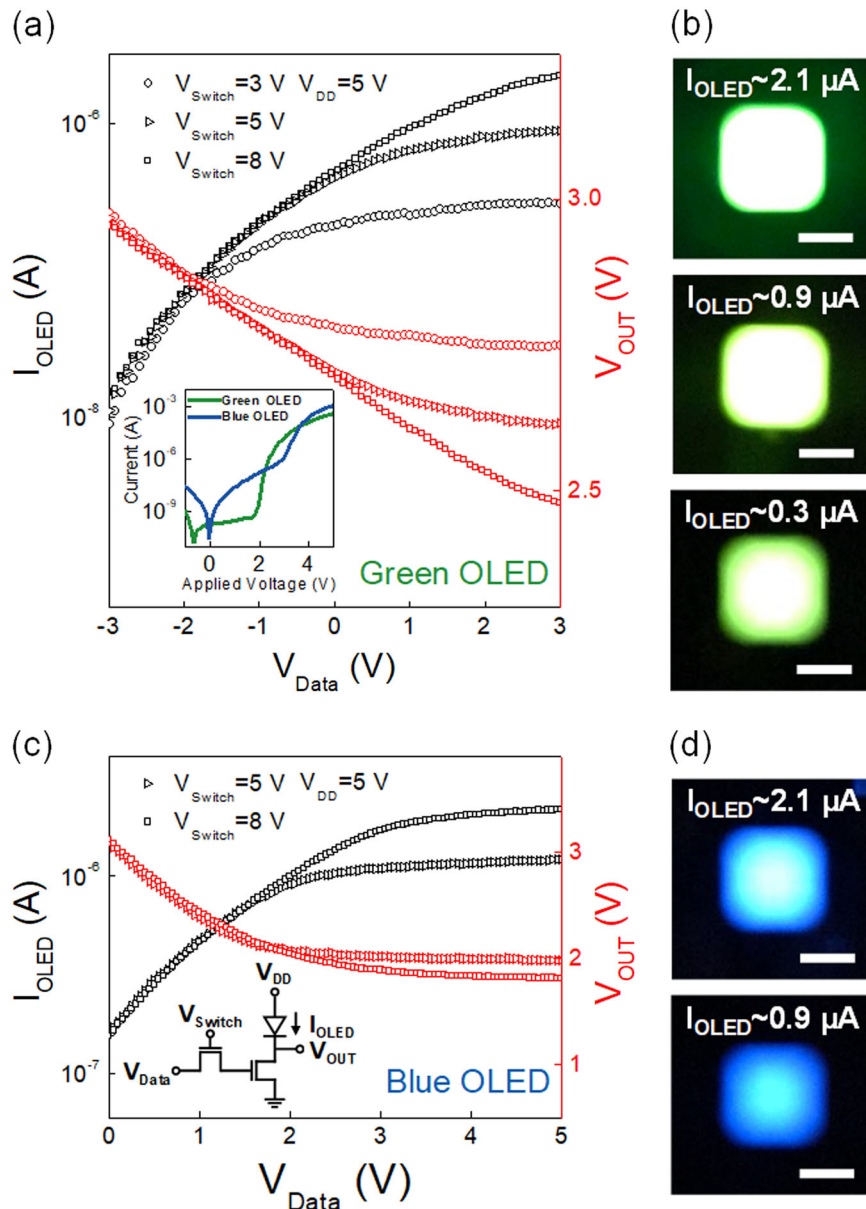 (a)
V_Switch=3 V V_DD=5 V
V_Switch=5 V
V_Switch=8 V
10⁻⁶
10⁻⁸
I_OLED (A)
3.0
2.5
V_OUT (V)
Green OLED
Blue OLED
10⁻³
10⁻⁶
10⁻⁹
Current (A)
0 2 4
Applied Voltage (V)
Green OLED
-3 -2 -1 0 1 2 3
V_Data (V)
(b)
I_OLED~2.1 µA
I_OLED~0.9 µA
I_OLED~0.3 µA
(c)
V_Switch=5 V V_DD=5 V
V_Switch=8 V
10⁻⁶
10⁻⁷
I_OLED (A)
3
2
1
V_OUT (V)
V_DD
V_Switch
I_OLED
V_OUT
V_Data
Blue OLED
0 1 2 3 4 5
V_Data (V)
(d)
I_OLED~2.1 µA
I_OLED~0.9 µA